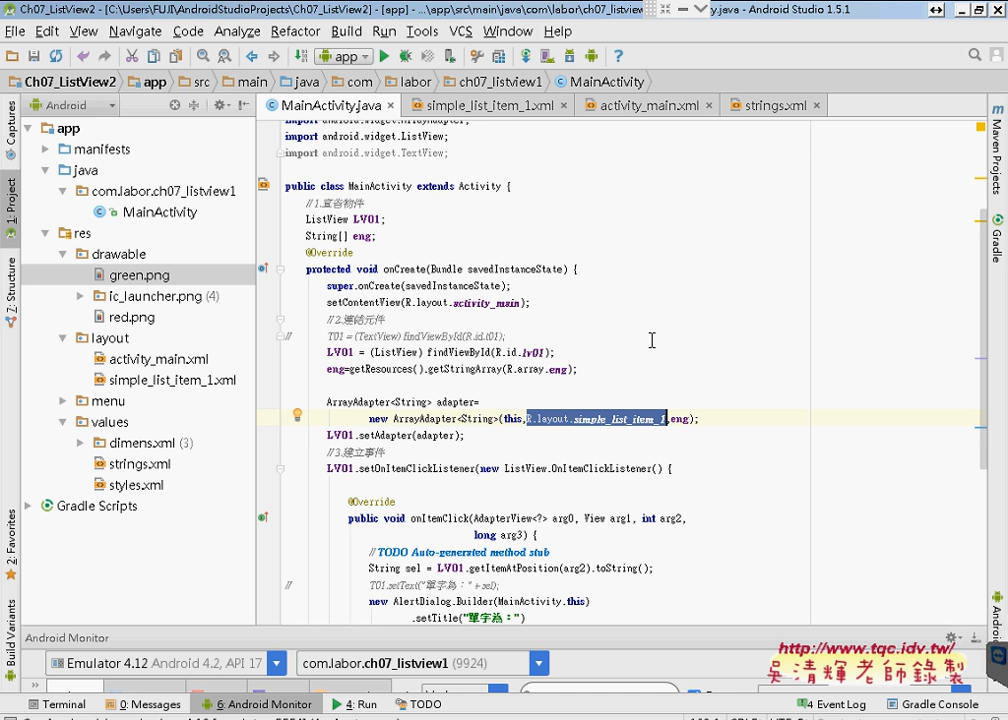 Ch07_ListView2 - [C:\Users\FUJI\AndroidStudioProjects\Ch07_ListView2] - [app] - ...\app\src\main\java\com\labor\ch07_listview
y.java - Android Studio 1.5.1
File Edit View Navigate Code Analyze Refactor Build Run Tools VCS Window Help
app
Ch07_ListView2 app src main java com labor ch07_listview1 MainActivity
Android
MainActivity.java simple_list_item_1.xml activity_main.xml strings.xml
Captures
1: Project
7: Structure
2: Favorites
Build Variants
app
manifests
java
com.labor.ch07_listview1
MainActivity
res
drawable
green.png
ic_launcher.png (4)
red.png
layout
activity_main.xml
simple_list_item_1.xml
menu
values
dimens.xml (3)
strings.xml
styles.xml
Gradle Scripts
import android.widget.ArrayAdapter;
import android.widget.ListView;
import android.widget.TextView;
public class MainActivity extends Activity {
//1.宣告物件
ListView LV01;
String[] eng;
@Override
protected void onCreate(Bundle savedInstanceState) {
super.onCreate(savedInstanceState);
setContentView(R.layout.activity_main);
//2.連結元件
// T01 = (TextView) findViewById(R.id.t01);
LV01 = (ListView) findViewById(R.id.lv01);
eng=getResources().getStringArray(R.array.eng);
ArrayAdapter<String> adapter=
new ArrayAdapter<String>(this,R.layout.simple_list_item_1,eng);
LV01.setAdapter(adapter);
//3.建立事件
LV01.setOnItemClickListener(new ListView.OnItemClickListener() {
@Override
public void onItemClick(AdapterView<?> arg0, View arg1, int arg2,
long arg3) {
// TODO Auto-generated method stub
String sel = LV01.getItemAtPosition(arg2).toString();
// T01.setText("單字為：" + sel);
new AlertDialog.Builder(MainActivity.this)
.setTitle("單字為：")
m
Maven Projects
Gradle
Android Monitor
Emulator 4.12 Android 4.2, API 17
com.labor.ch07_listview1 (9924)
http://www.tqc.idv.tw/
吳清輝老師錄製
Terminal 0: Messages 6: Android Monitor 4: Run TODO 4 Event Log Gradle Console